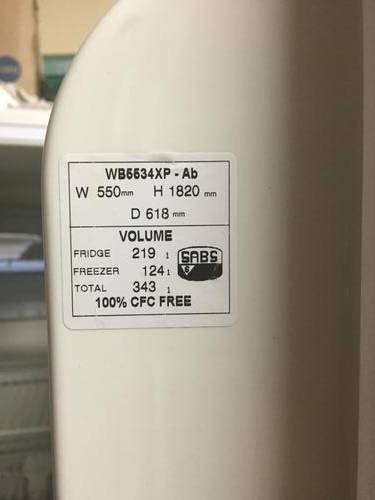 WB5534XP - Ab
W 550mm H 1820 mm
D 618 mm
VOLUME
FRIDGE 219 l
FREEZER 124 l
TOTAL 343 l
SABS
100% CFC FREE